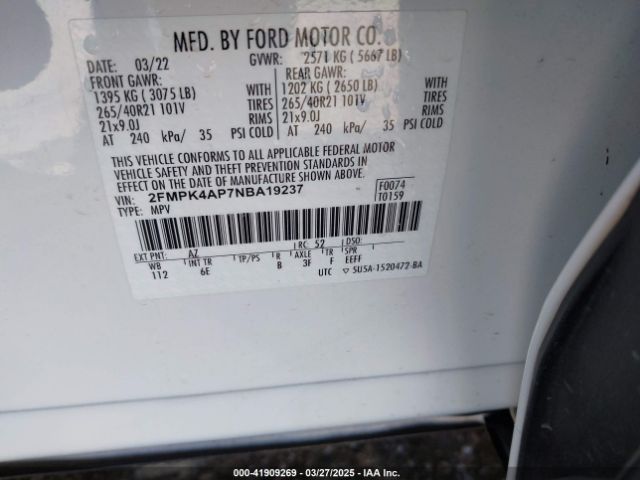 MFD. BY FORD MOTOR CO.
DATE: 03/22 GVWR: 2571 KG ( 5667 LB)
FRONT GAWR: REAR GAWR:
1395 KG ( 3075 LB) WITH 1202 KG ( 2650 LB) WITH
265/40R21 101V TIRES 265/40R21 101V TIRES
21x9.0J RIMS 21x9.0J RIMS
AT 240 kPa/ 35 PSI COLD AT 240 kPa/ 35 PSI COLD
THIS VEHICLE CONFORMS TO ALL APPLICABLE FEDERAL MOTOR
VEHICLE SAFETY AND THEFT PREVENTION STANDARDS IN
EFFECT ON THE DATE OF MANUFACTURE SHOWN ABOVE.
VIN: 2FMPK4AP7NBA19237 F0074
TYPE: MPV T0159
EXT PNT: AZ RC: 52 DSO:
WB INT TR TP/PS R AXLE TR SPR
112 6E B 3F F EEFF
UTC ▽ 5U5A-1520472-BA
000-41909269 - 03/27/2025 - IAA Inc.